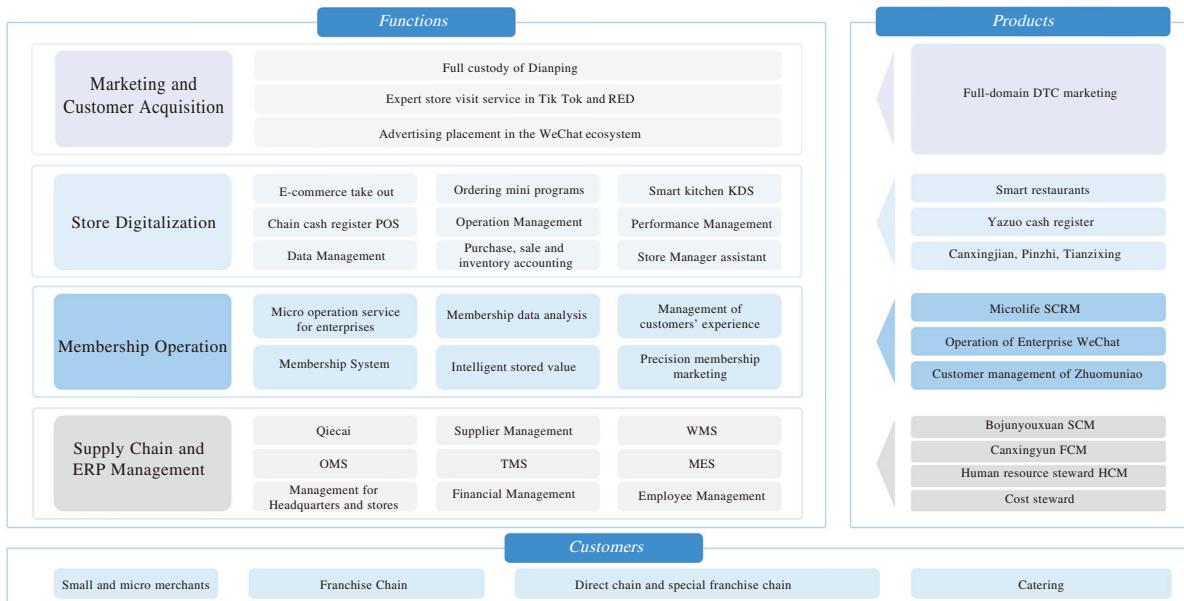 Functions
Marketing and
Customer Acquisition
Full custody of Dianping
Expert store visit service in Tik Tok and RED
Advertising placement in the WeChat ecosystem
Store Digitalization
E-commerce take out
Ordering mini programs
Smart kitchen KDS
Chain cash register POS
Operation Management
Performance Management
Data Management
Purchase, sale and
inventory accounting
Store Manager assistant
Membership Operation
Micro operation service
for enterprises
Membership data analysis
Management of
customers' experience
Membership System
Intelligent stored value
Precision membership
marketing
Supply Chain and
ERP Management
Qiecai
Supplier Management
WMS
OMS
TMS
MES
Management for
Headquarters and stores
Financial Management
Employee Management
Products
Full-domain DTC marketing
Smart restaurants
Yazuo cash register
Canxingjian, Pinzhi, Tianzixing
Microlife SCRM
Operation of Enterprise WeChat
Customer management of Zhuomuniao
Bojunyouxuan SCM
Canxingyun FCM
Human resource steward HCM
Cost steward
Customers
Small and micro merchants
Franchise Chain
Direct chain and special franchise chain
Catering